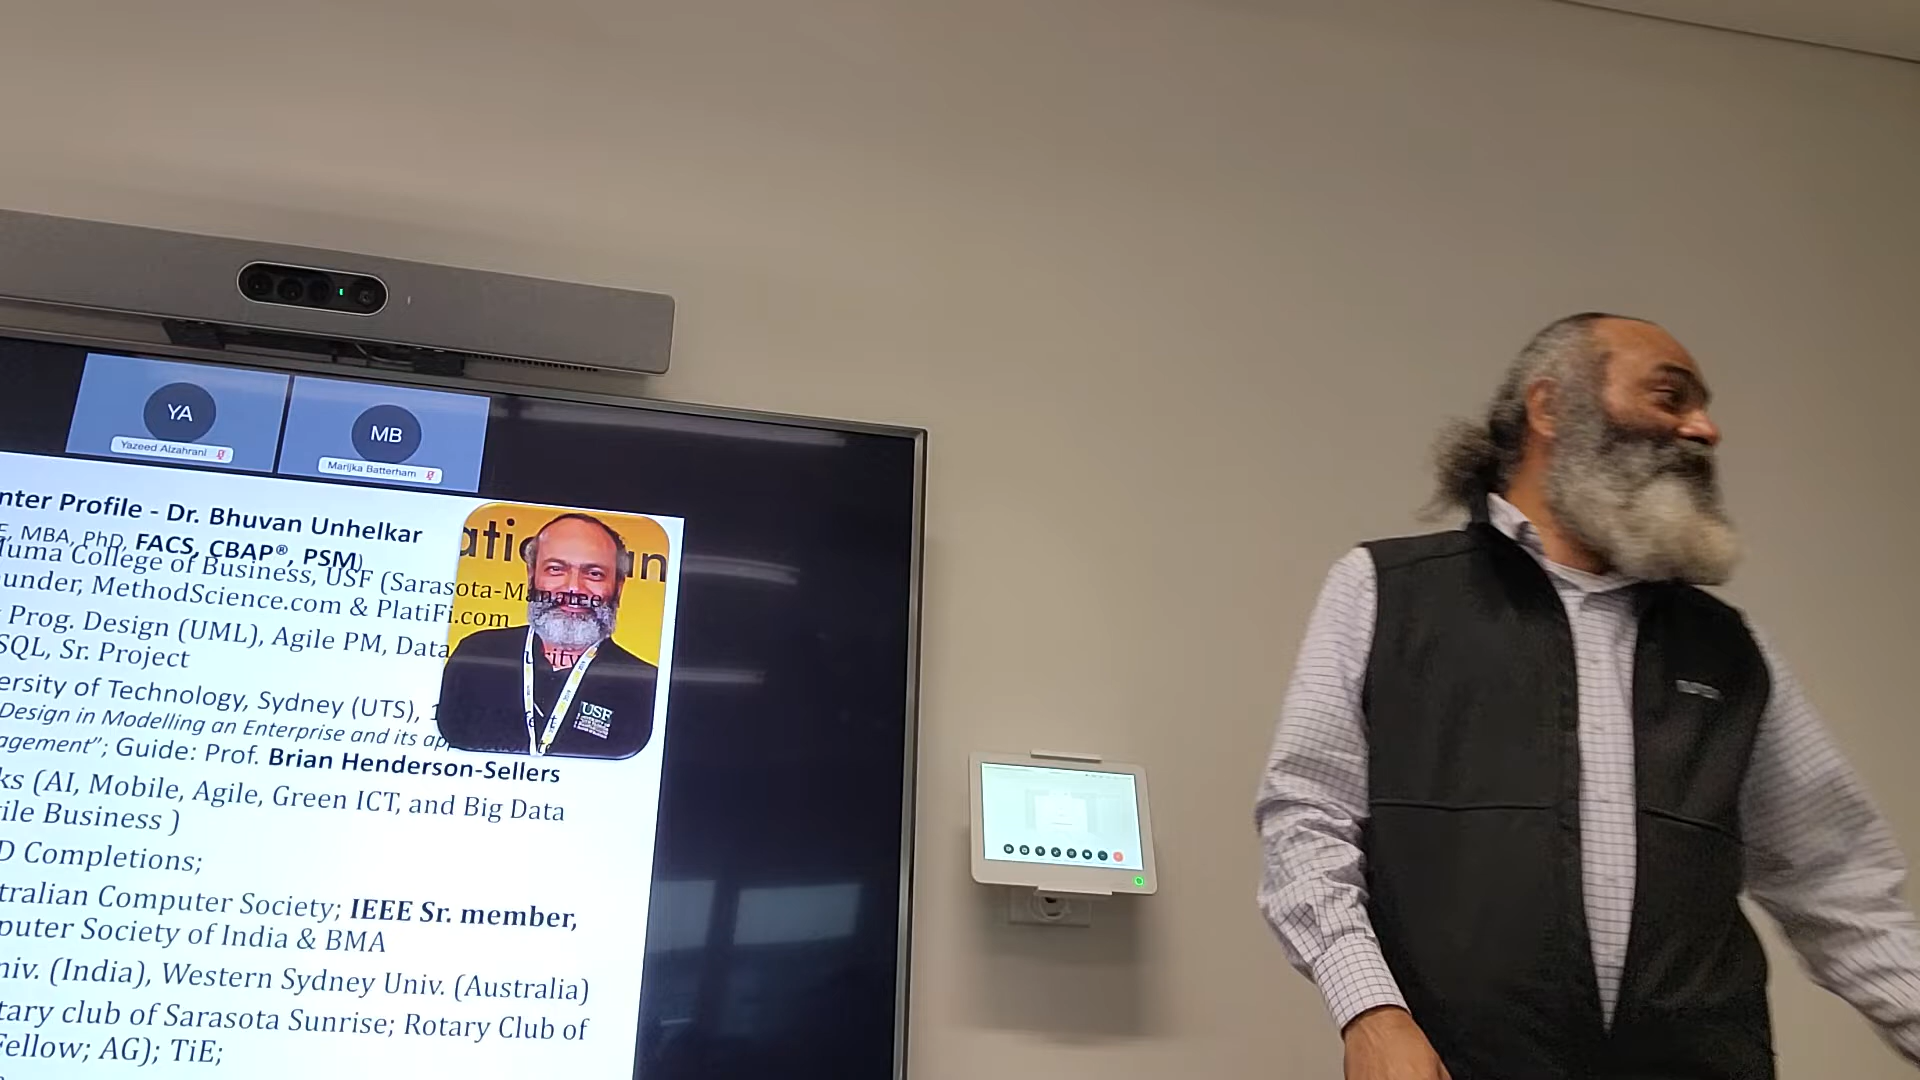 YA
MB
Yazeed Alzahrani
Marijka Batterham
nter Profile - Dr. Bhuvan Unhelkar
E, MBA, PhD, FACS, CBAP®, PSM)
uma College of Business, USF (Sarasota-Manatee
ounder, MethodScience.com & PlatiFi.com
Prog. Design (UML), Agile PM, Data
SQL, Sr. Project
ersity of Technology, Sydney (UTS),
Design in Modelling an Enterprise and its
agement”; Guide: Prof. Brian Henderson-Sellers
ks (AI, Mobile, Agile, Green ICT, and Big Data
ile Business )
D Completions;
tralian Computer Society; IEEE Sr. member,
puter Society of India & BMA
niv. (India), Western Sydney Univ. (Australia)
tary club of Sarasota Sunrise; Rotary Club of
Fellow; AG); TiE;
USF